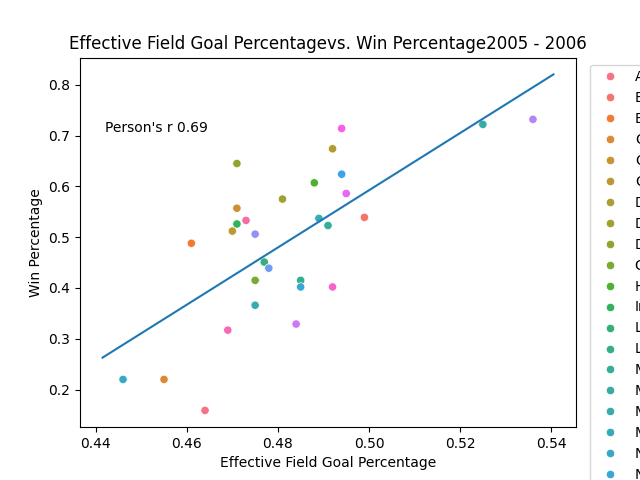 Effective Field Goal Percentagevs. Win Percentage2005 - 2006
Person's r 0.69
Win Percentage
0.8
0.7
0.6
0.5
0.4
0.3
0.2
0.44 0.46 0.48 0.50 0.52 0.54
Effective Field Goal Percentage